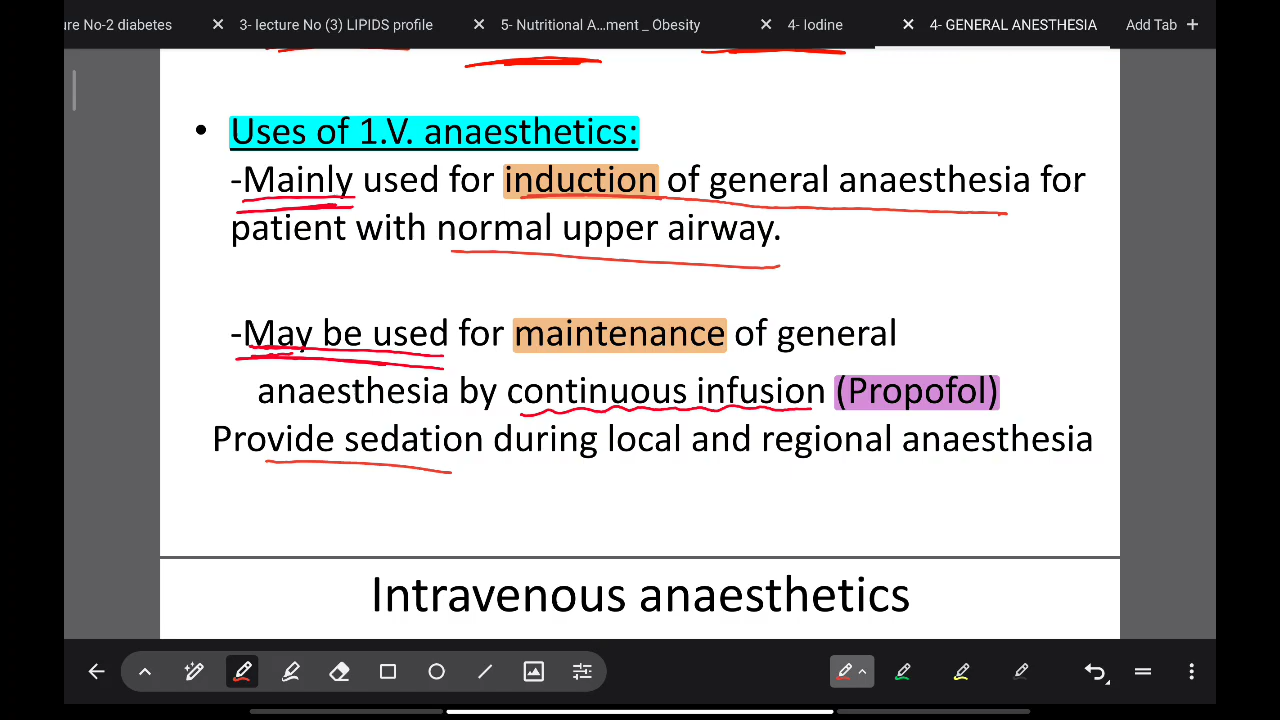 ure No-2 diabetes
3- lecture No (3) LIPIDS profile
5- Nutritional A...ment _ Obesity
4- Iodine
4- GENERAL ANESTHESIA
Add Tab
• Uses of 1.V. anaesthetics:
-Mainly used for induction of general anaesthesia for
patient with normal upper airway.
-May be used for maintenance of general
anaesthesia by continuous infusion (Propofol)
Provide sedation during local and regional anaesthesia
Intravenous anaesthetics